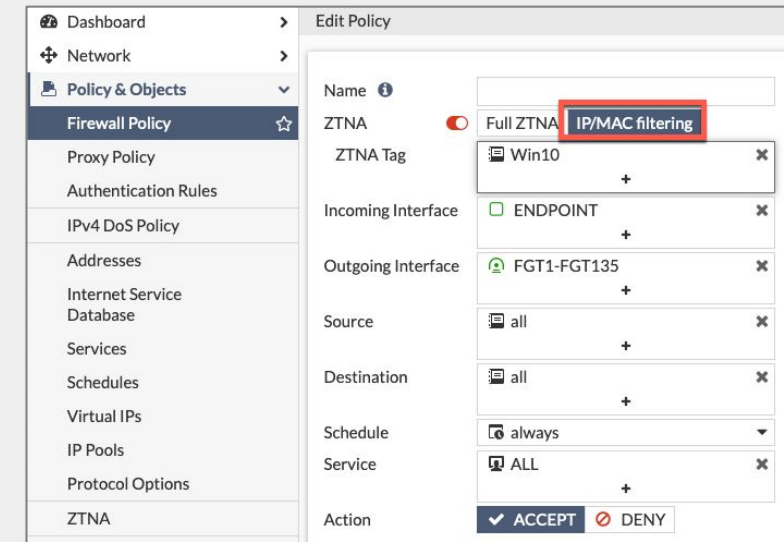 Dashboard
Network
Policy & Objects
Firewall Policy
Proxy Policy
Authentication Rules
IPv4 DoS Policy
Addresses
Internet Service
Database
Services
Schedules
Virtual IPs
IP Pools
Protocol Options
ZTNA
Edit Policy
Name
ZTNA Full ZTNA IP/MAC filtering
ZTNA Tag Win10
+
Incoming Interface ENDPOINT
+
Outgoing Interface FGT1-FGT135
+
Source all
+
Destination all
+
Schedule always
Service ALL
+
Action ACCEPT DENY